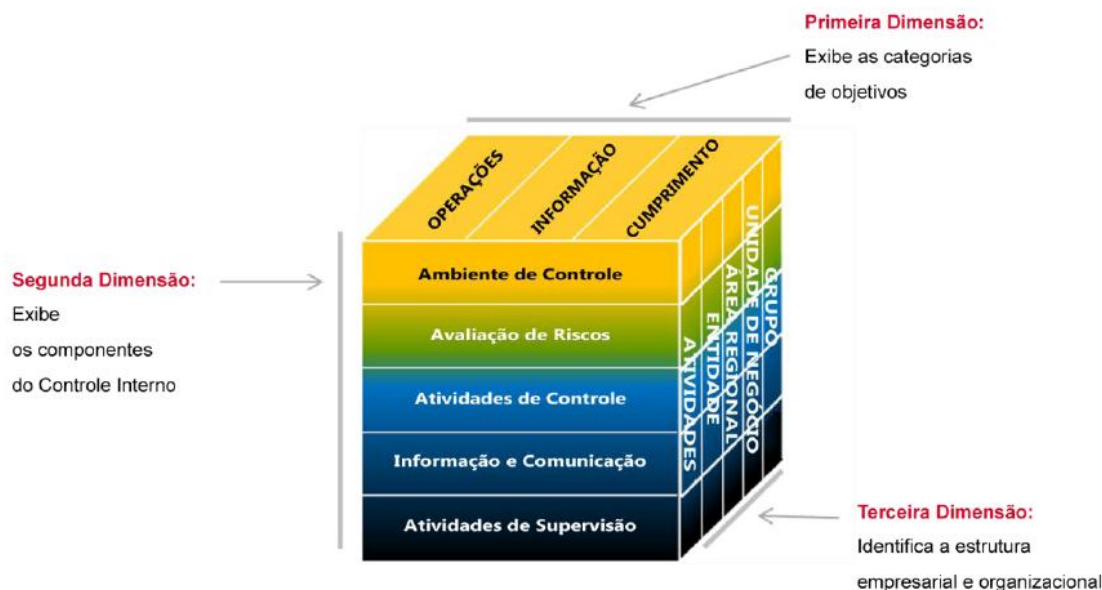 Primeira Dimensão:
Exibe as categorias
de objetivos
OPERAÇÕES
INFORMAÇÃO
CUMPRIMENTO
Segunda Dimensão:
Exibe
os componentes
do Controle Interno
Ambiente de Controle
Avaliação de Riscos
Atividades de Controle
Informação e Comunicação
Atividades de Supervisão
ATIVIDADES
ENTIDADE
ÁREA REGIONAL
UNIDADE DE NEGÓCIO
GRUPO
Terceira Dimensão:
Identifica a estrutura
empresarial e organizacional